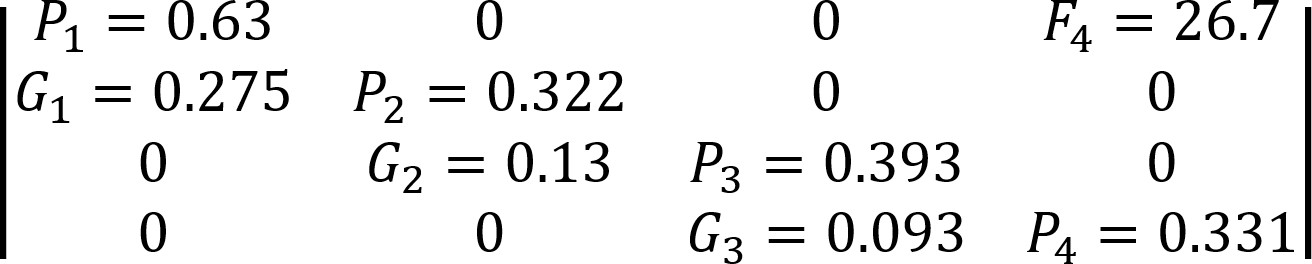 P₁ = 0.63 0 0 F₄ = 26.7
G₁ = 0.275 P₂ = 0.322 0 0
0 G₂ = 0.13 P₃ = 0.393 0
0 0 G₃ = 0.093 P₄ = 0.331